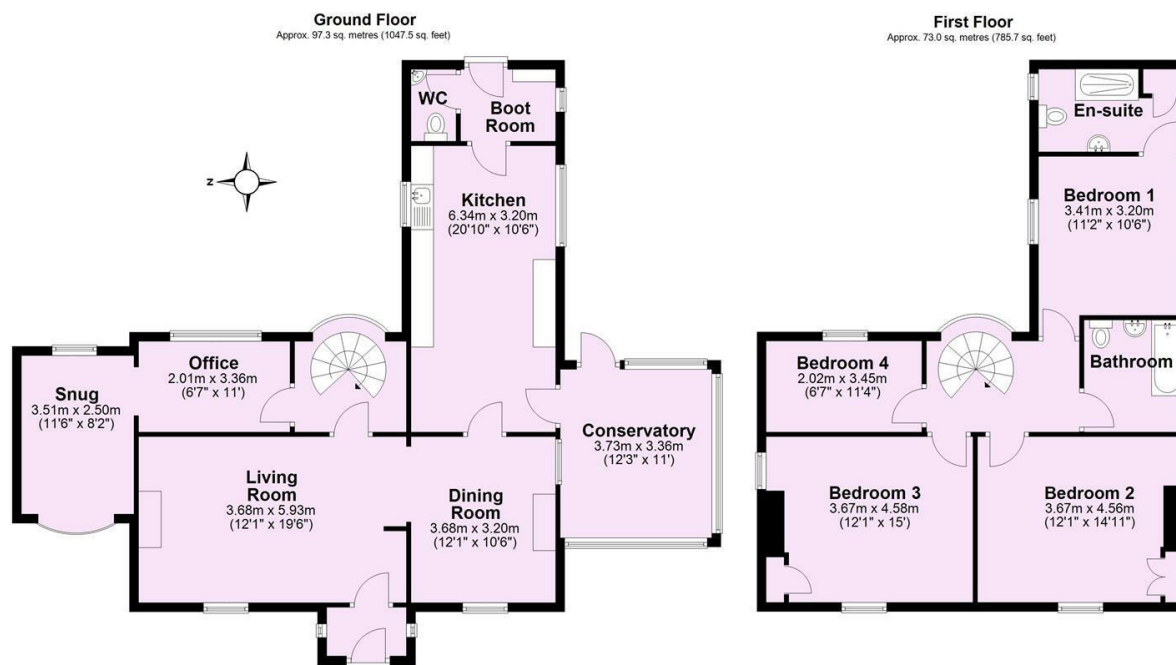 Ground Floor
Approx. 97.3 sq. metres (1047.5 sq. feet)
WC
Boot
Room
Kitchen
6.34m x 3.20m
(20'10" x 10'6")
z
Office
2.01m x 3.36m
(6'7" x 11')
Snug
3.51m x 2.50m
(11'6" x 8'2")
Conservatory
3.73m x 3.36m
(12'3" x 11')
Living
Room
3.68m x 5.93m
(12'1" x 19'6")
Dining
Room
3.68m x 3.20m
(12'1" x 10'6")
First Floor
Approx. 73.0 sq. metres (785.7 sq. feet)
En-suite
Bedroom 1
3.41m x 3.20m
(11'2" x 10'6")
Bedroom 4
2.02m x 3.45m
(6'7" x 11'4")
Bathroom
Bedroom 3
3.67m x 4.58m
(12'1" x 15')
Bedroom 2
3.67m x 4.56m
(12'1" x 14'11")